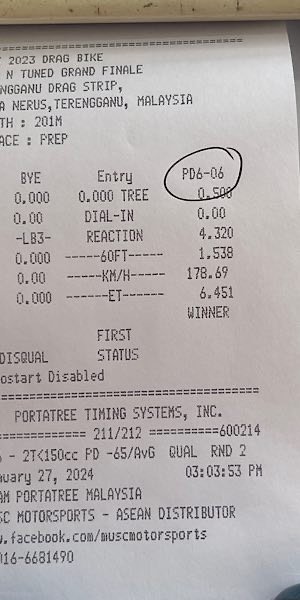 2023 DRAG BIKE
N TUNED GRAND FINALE
NGGANU DRAG STRIP,
A NERUS,TERENGGANU, MALAYSIA
TH : 201M
ACE : PREP
BYE Entry PD6-06
0.000 0.000 TREE 0.500
0.00 DIAL-IN 0.00
-LB3- REACTION 4.320
0.000 -----60FT----- 1.538
0.00 -----KM/H----- 178.69
0.000 ------ET------ 6.451
WINNER
FIRST
DISQUAL STATUS
ostart Disabled
PORTATREE TIMING SYSTEMS, INC.
============ 211/212 ==========600214
- 2T<150cc PD -65/AvG QUAL RND 2
uary 27, 2024 03:03:53 PM
AM PORTATREE MALAYSIA
SC MOTORSPORTS - ASEAN DISTRIBUTOR
w.facebook.com/muscmotorsports
016-6681490